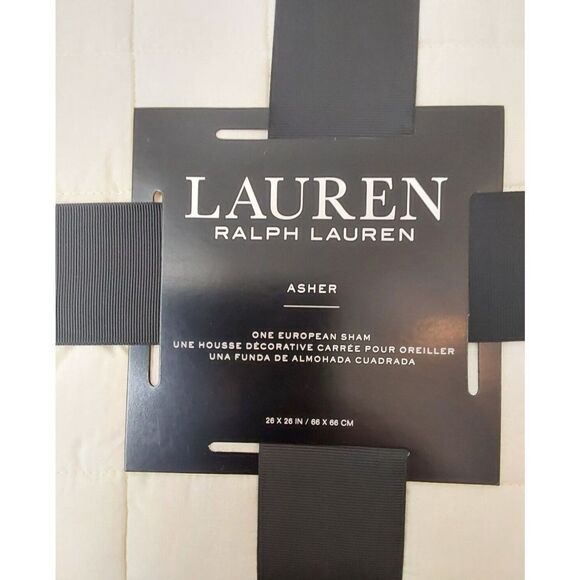 LAUREN
RALPH LAUREN
ASHER
ONE EUROPEAN SHAM
UNE HOUSSE DÉCORATIVE CARRÉE POUR OREILLER
UNA FUNDA DE ALMOHADA CUADRADA
26 X 26 IN / 66 X 66 CM